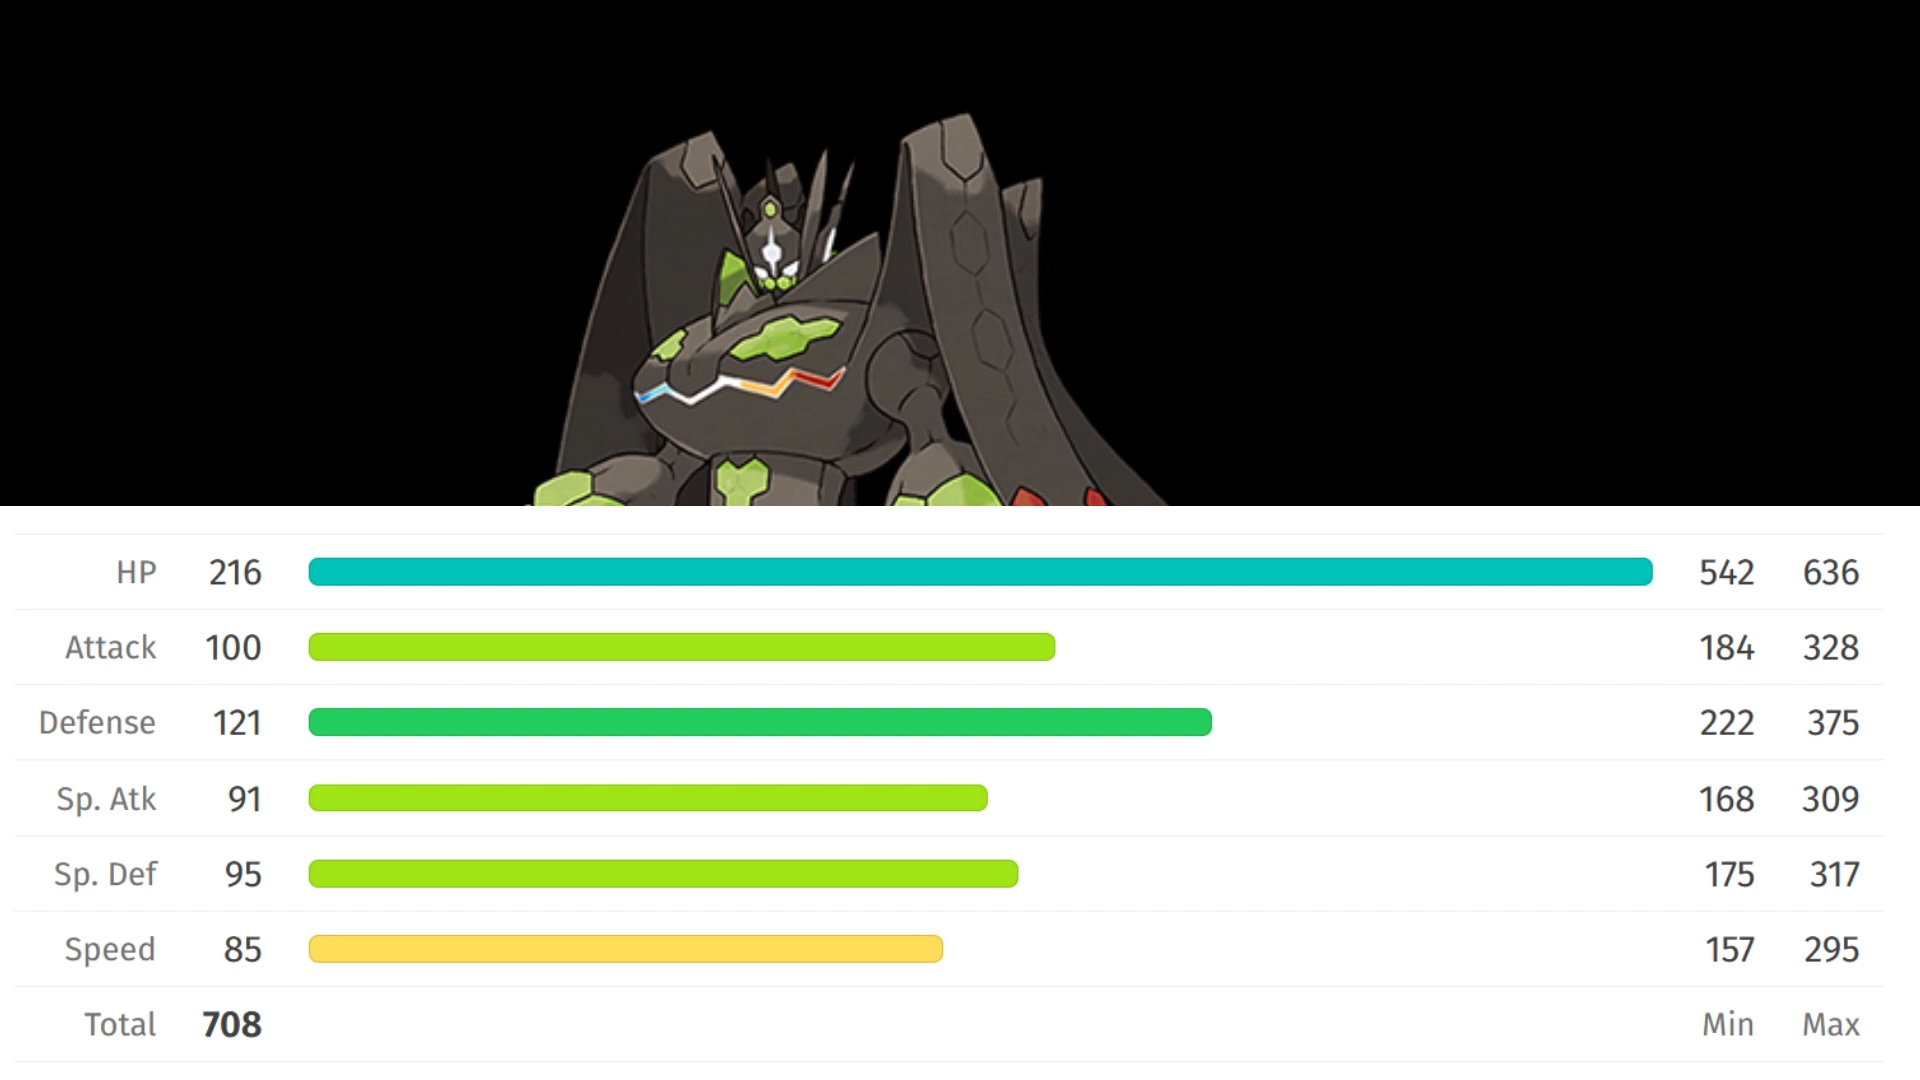 HP 216 542 636
Attack 100 184 328
Defense 121 222 375
Sp. Atk 91 168 309
Sp. Def 95 175 317
Speed 85 157 295
Total 708 Min Max